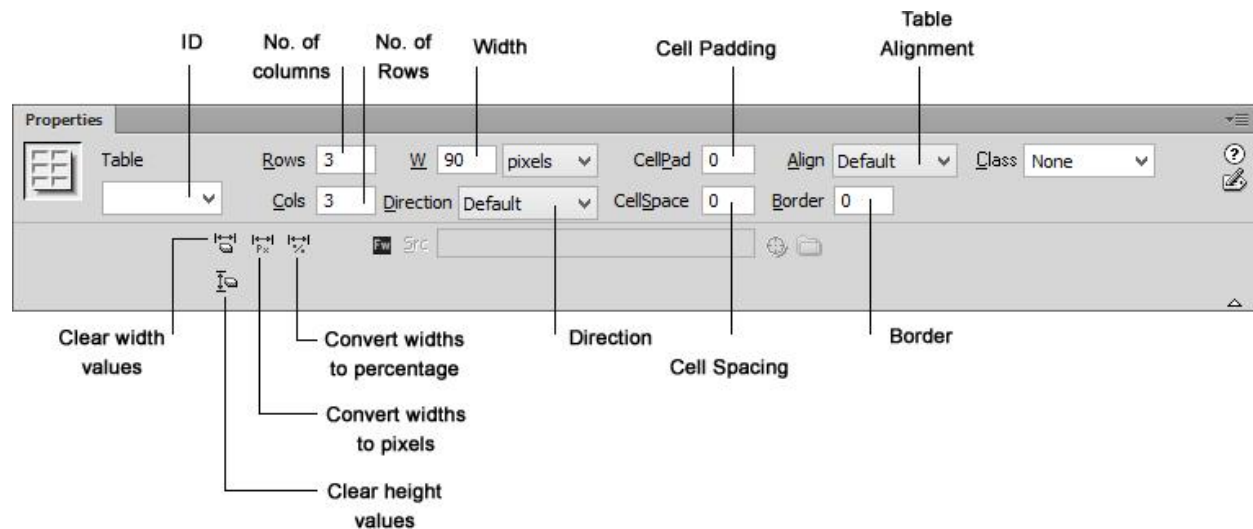 Table
Alignment
ID
No. of
columns
No. of
Rows
Width
Cell Padding
Properties
Table
Rows 3
W 90 pixels
CellPad 0
Align Default
Class None
?
Cols 3
Direction Default
CellSpace 0
Border 0
Px
%
Fw Src
Clear width
values
Convert widths
to percentage
Direction
Cell Spacing
Border
Convert widths
to pixels
Clear height
values